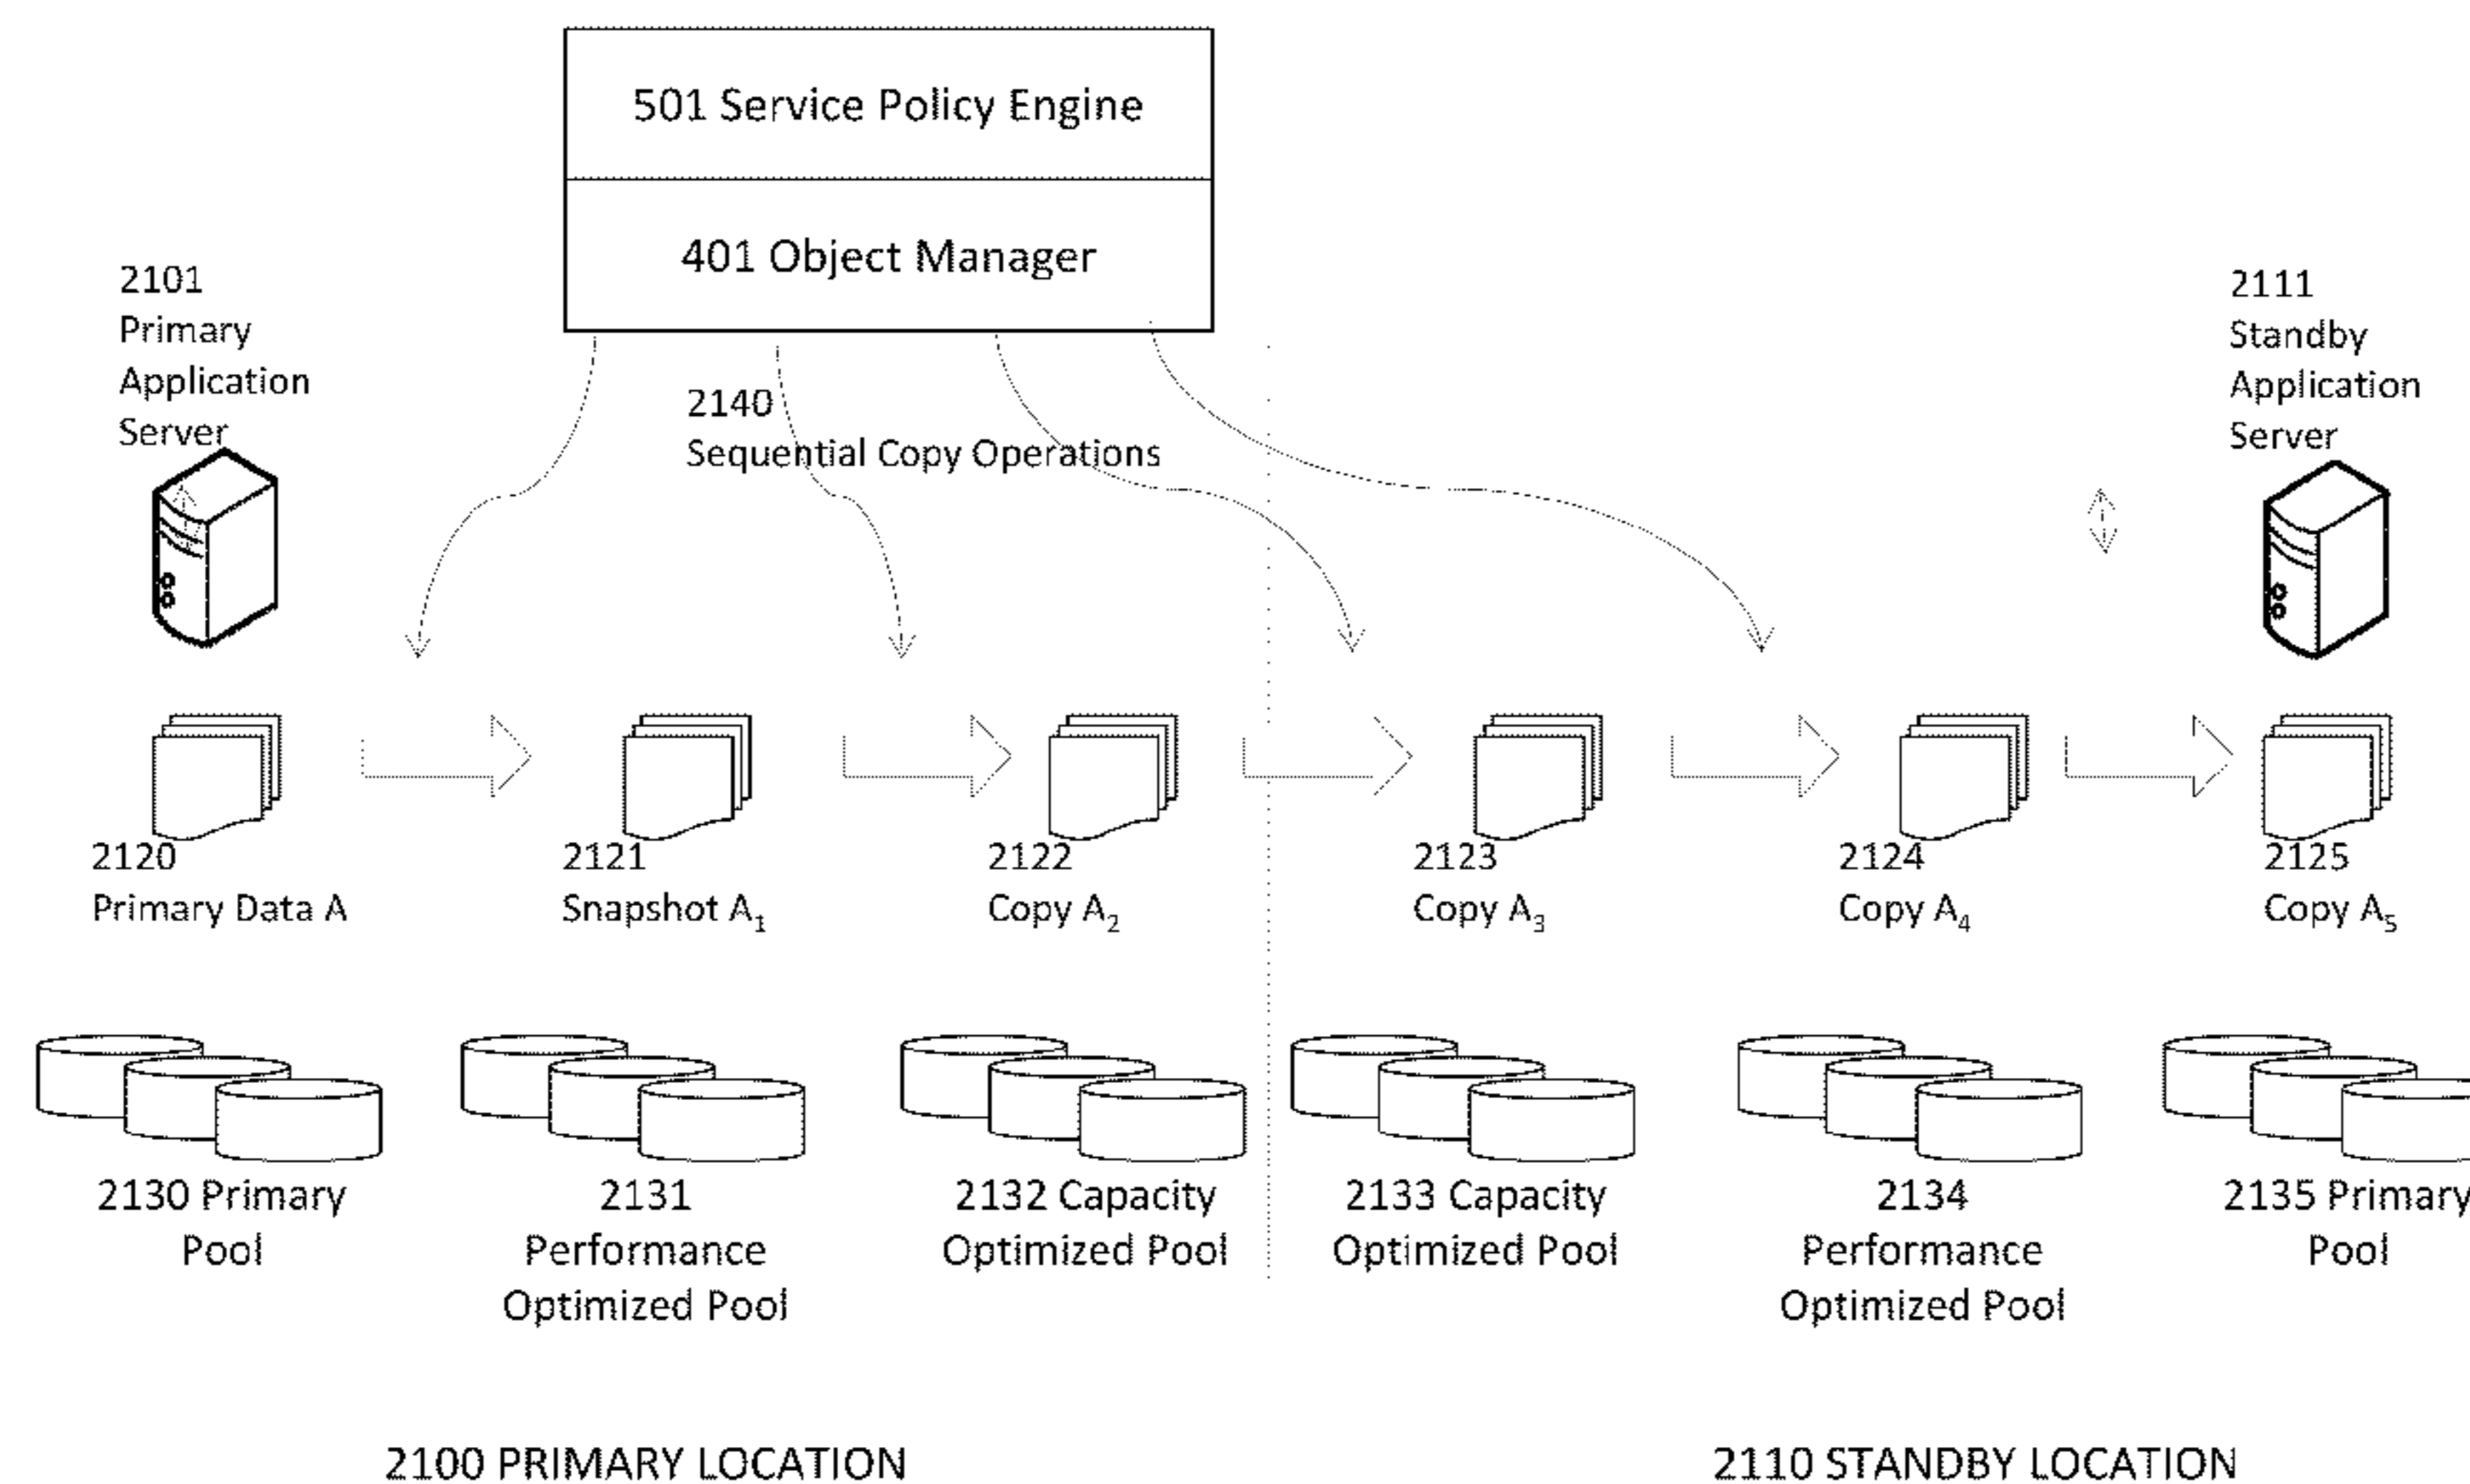 501 Service Policy Engine
401 Object Manager
2101
Primary
Application
Server
2111
Standby
Application
Server
2140
Sequential Copy Operations
2120
Primary Data A
2121
Snapshot A₁
2122
Copy A₂
2123
Copy A₃
2124
Copy A₄
2125
Copy A₅
2130 Primary
Pool
2131
Performance
Optimized Pool
2132 Capacity
Optimized Pool
2133 Capacity
Optimized Pool
2134
Performance
Optimized Pool
2135 Primary
Pool
2100 PRIMARY LOCATION
2110 STANDBY LOCATION